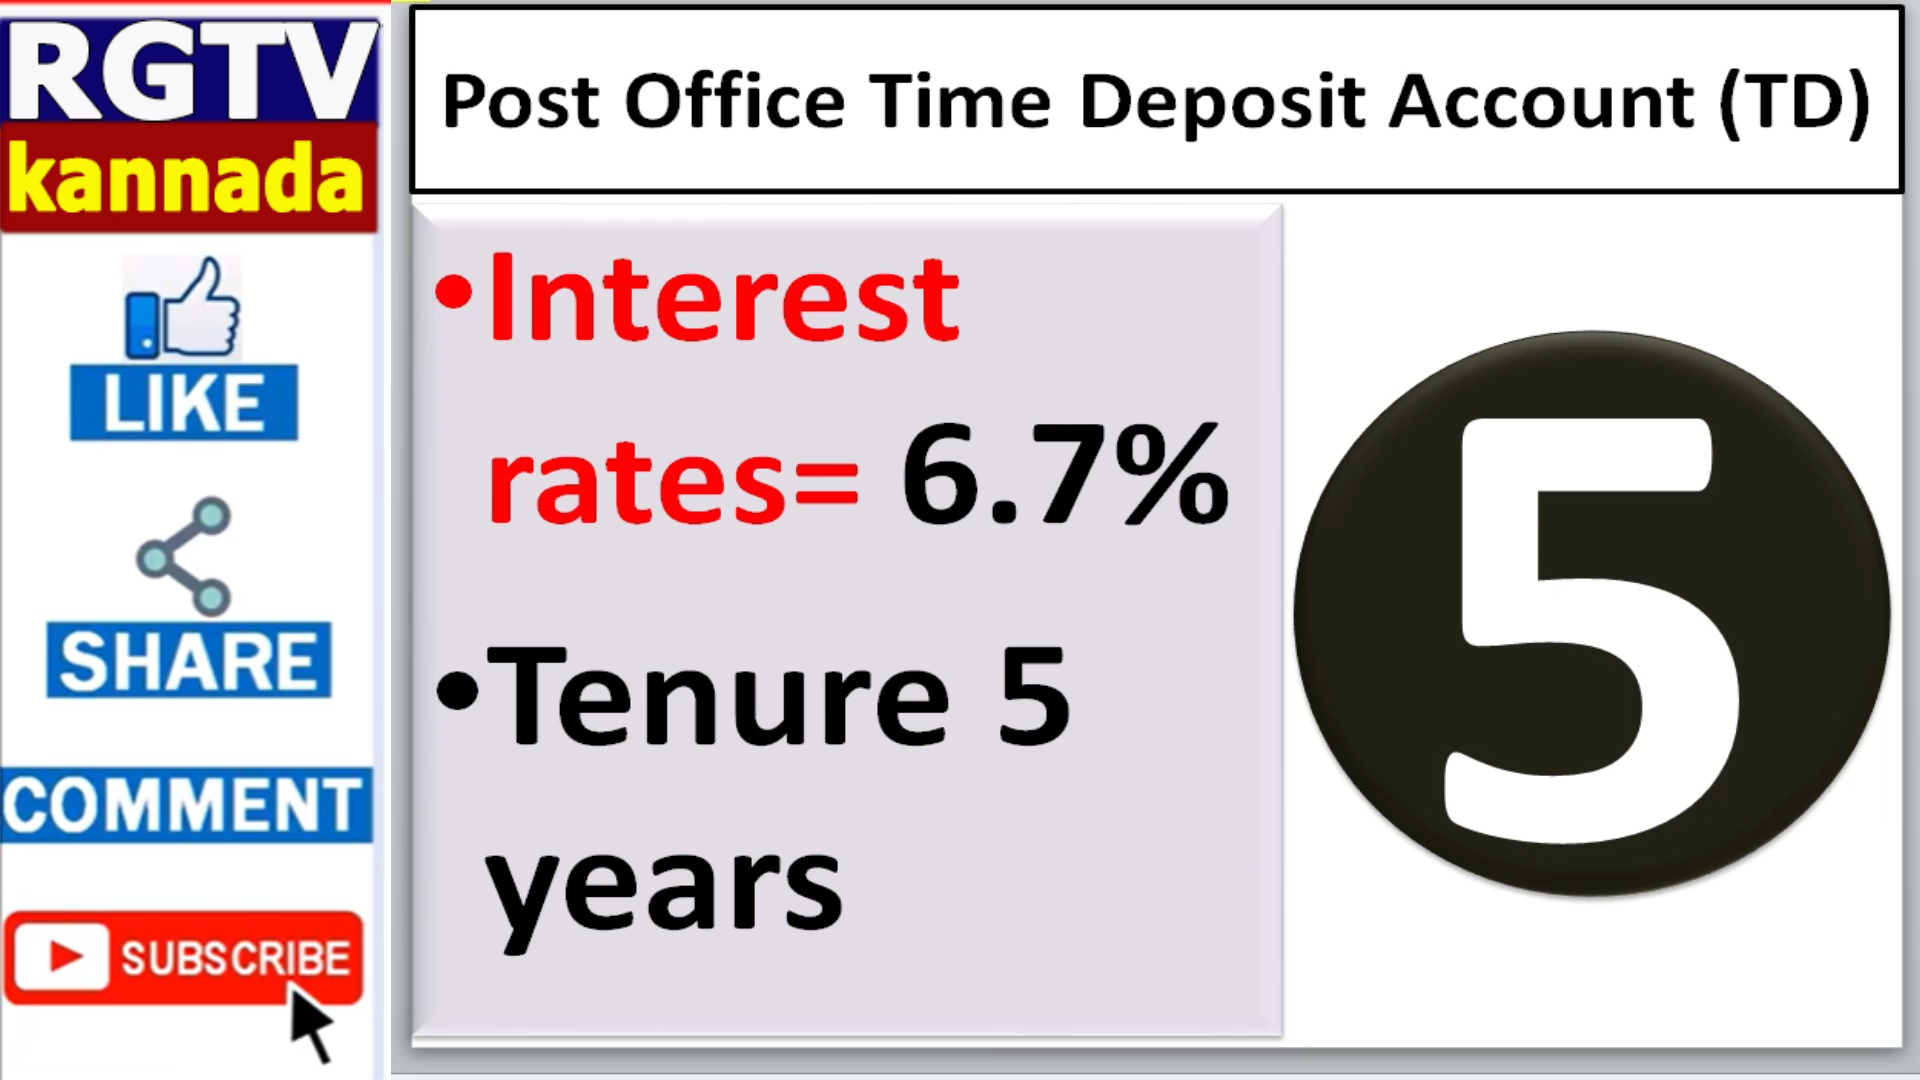 RGTV
kannada
LIKE
SHARE
COMMENT
SUBSCRIBE
Post Office Time Deposit Account (TD)
•Interest
rates= 6.7%
•Tenure 5
years
5